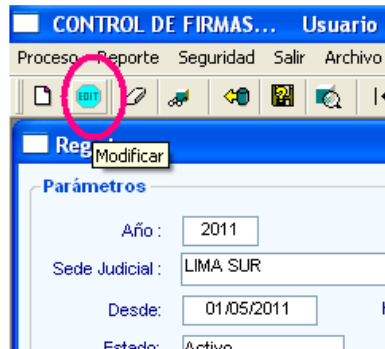 CONTROL DE FIRMAS... Usuario
Proceso Reporte Seguridad Salir Archivo
EDIT
Modificar
Parámetros
Año : 2011
Sede Judicial : LIMA SUR
Desde: 01/05/2011
Estado: Activo